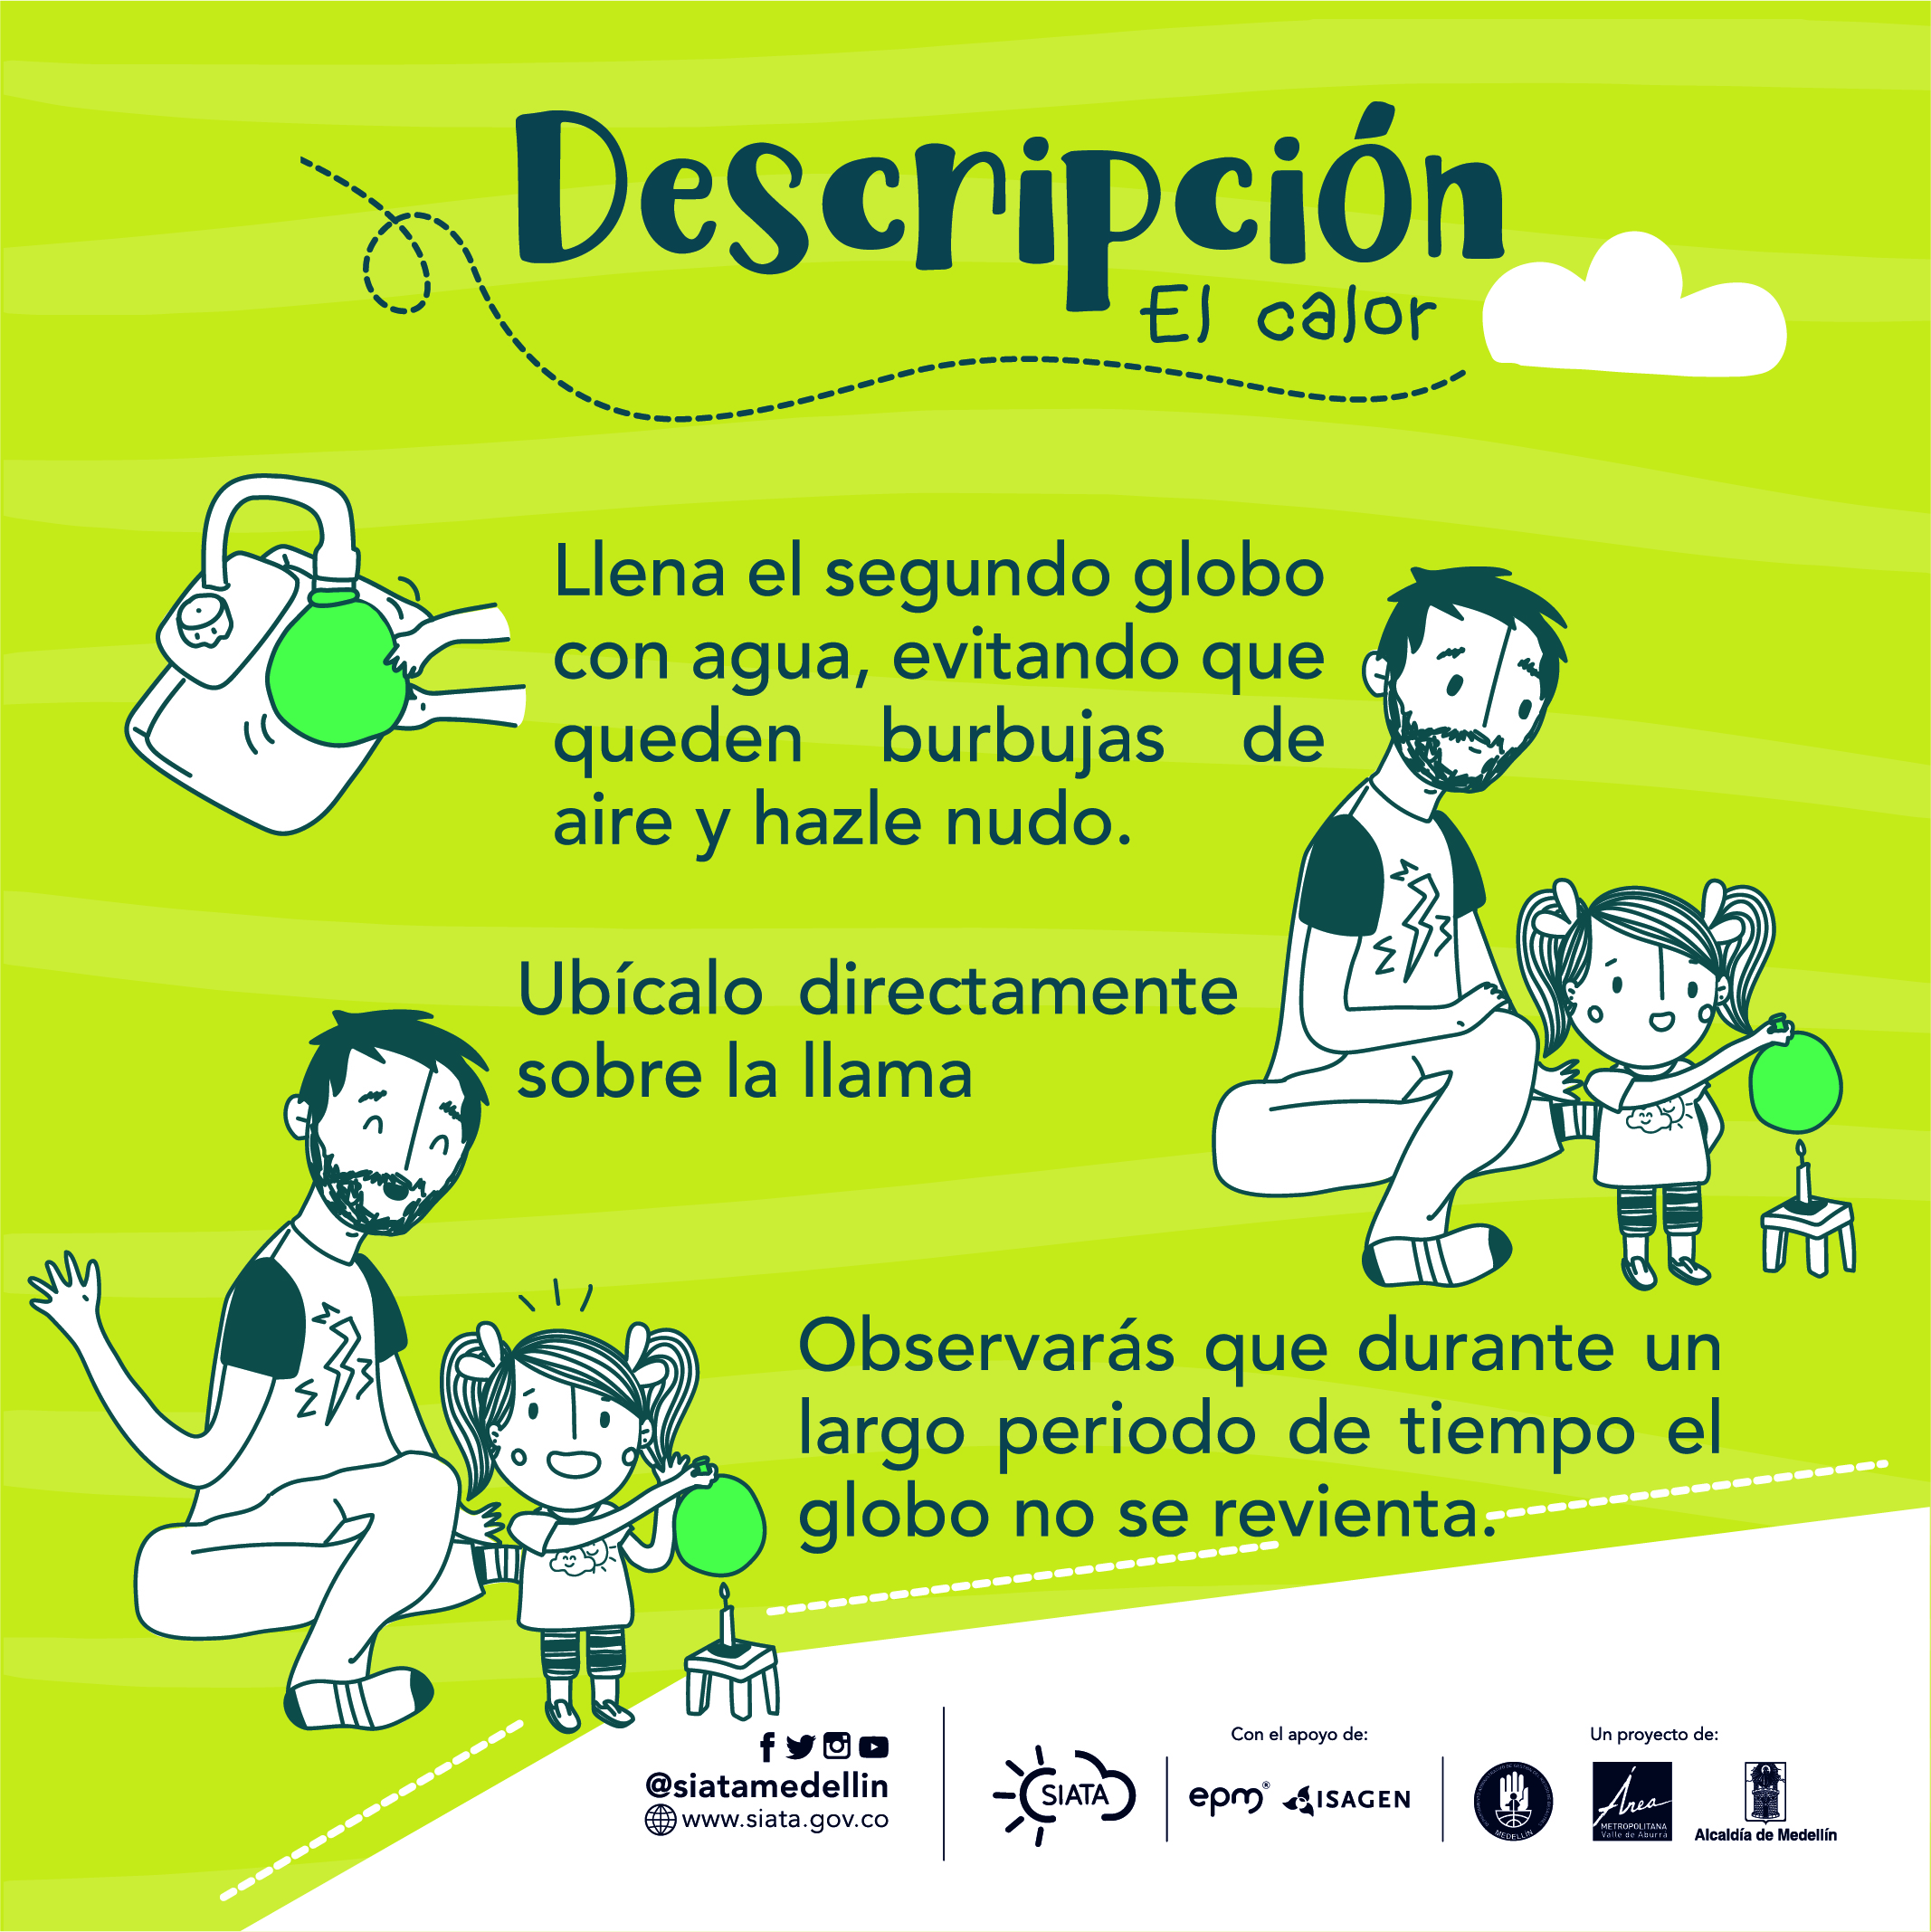 Descripción
El calor
Llena el segundo globo
con agua, evitando que
queden burbujas de
aire y hazle nudo.
Ubícalo directamente
sobre la llama
Observarás que durante un
largo periodo de tiempo el
globo no se revienta.
@siatamedellin
www.siata.gov.co
SIATA
Con el apoyo de:
epm®
ISAGEN
Un proyecto de:
MEDELLIN
Área
METROPOLITANA
Valle de Aburrá
Alcaldía de Medellín